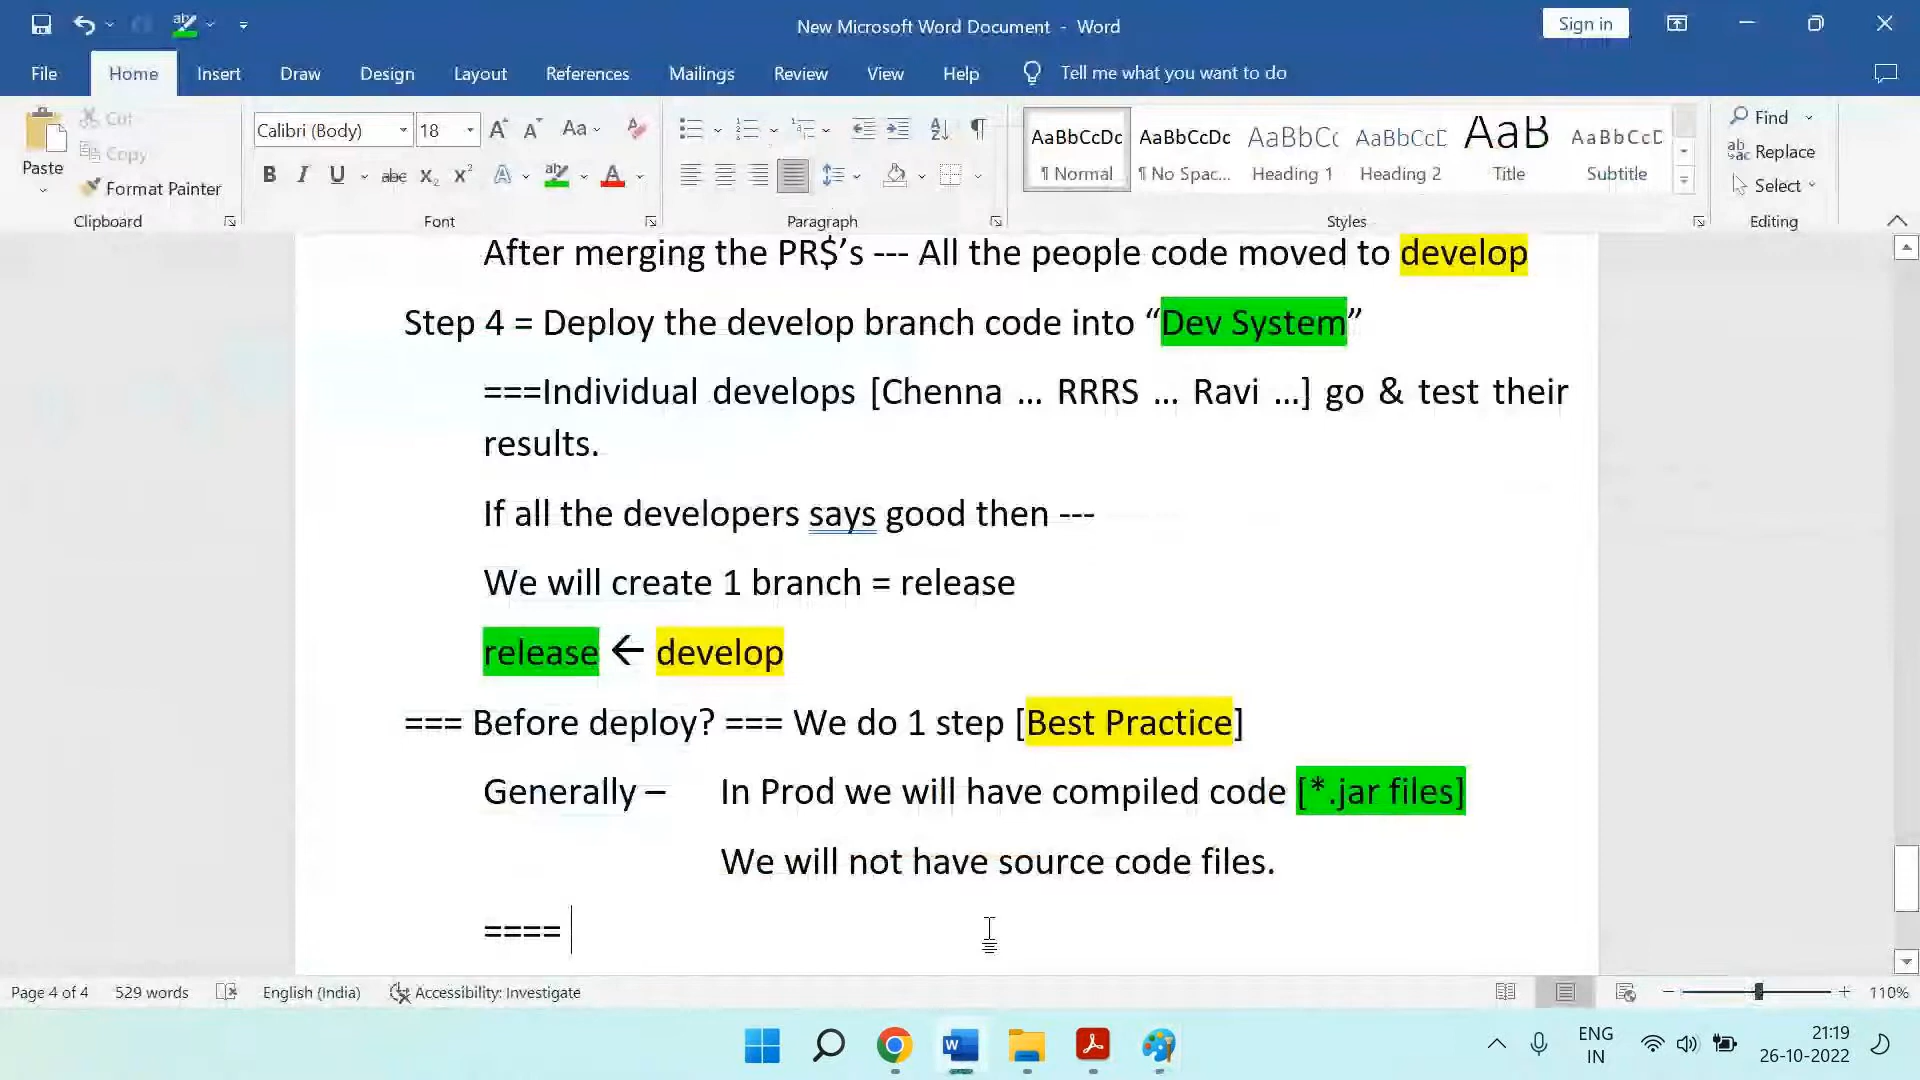 New Microsoft Word Document - Word
Sign in
File Home Insert Draw Design Layout References Mailings Review View Help Tell me what you want to do
Paste
Cut
Copy
Format Painter
Clipboard
Calibri (Body) 18
Font
Paragraph
AaBbCcDc AaBbCcDc AaBbCc AaBbCcD AaB AaBbCcD
¶ Normal ¶ No Spac... Heading 1 Heading 2 Title Subtitle
Styles
Find
Replace
Select
Editing
After merging the PR$’s --- All the people code moved to develop
Step 4 = Deploy the develop branch code into “Dev System”
===Individual develops [Chenna … RRRS … Ravi …] go & test their
results.
If all the developers says good then ---
We will create 1 branch = release
release ← develop
=== Before deploy? === We do 1 step [Best Practice]
Generally – In Prod we will have compiled code [*.jar files]
We will not have source code files.
====
Page 4 of 4 529 words English (India) Accessibility: Investigate 110%
ENG
IN
21:19
26-10-2022